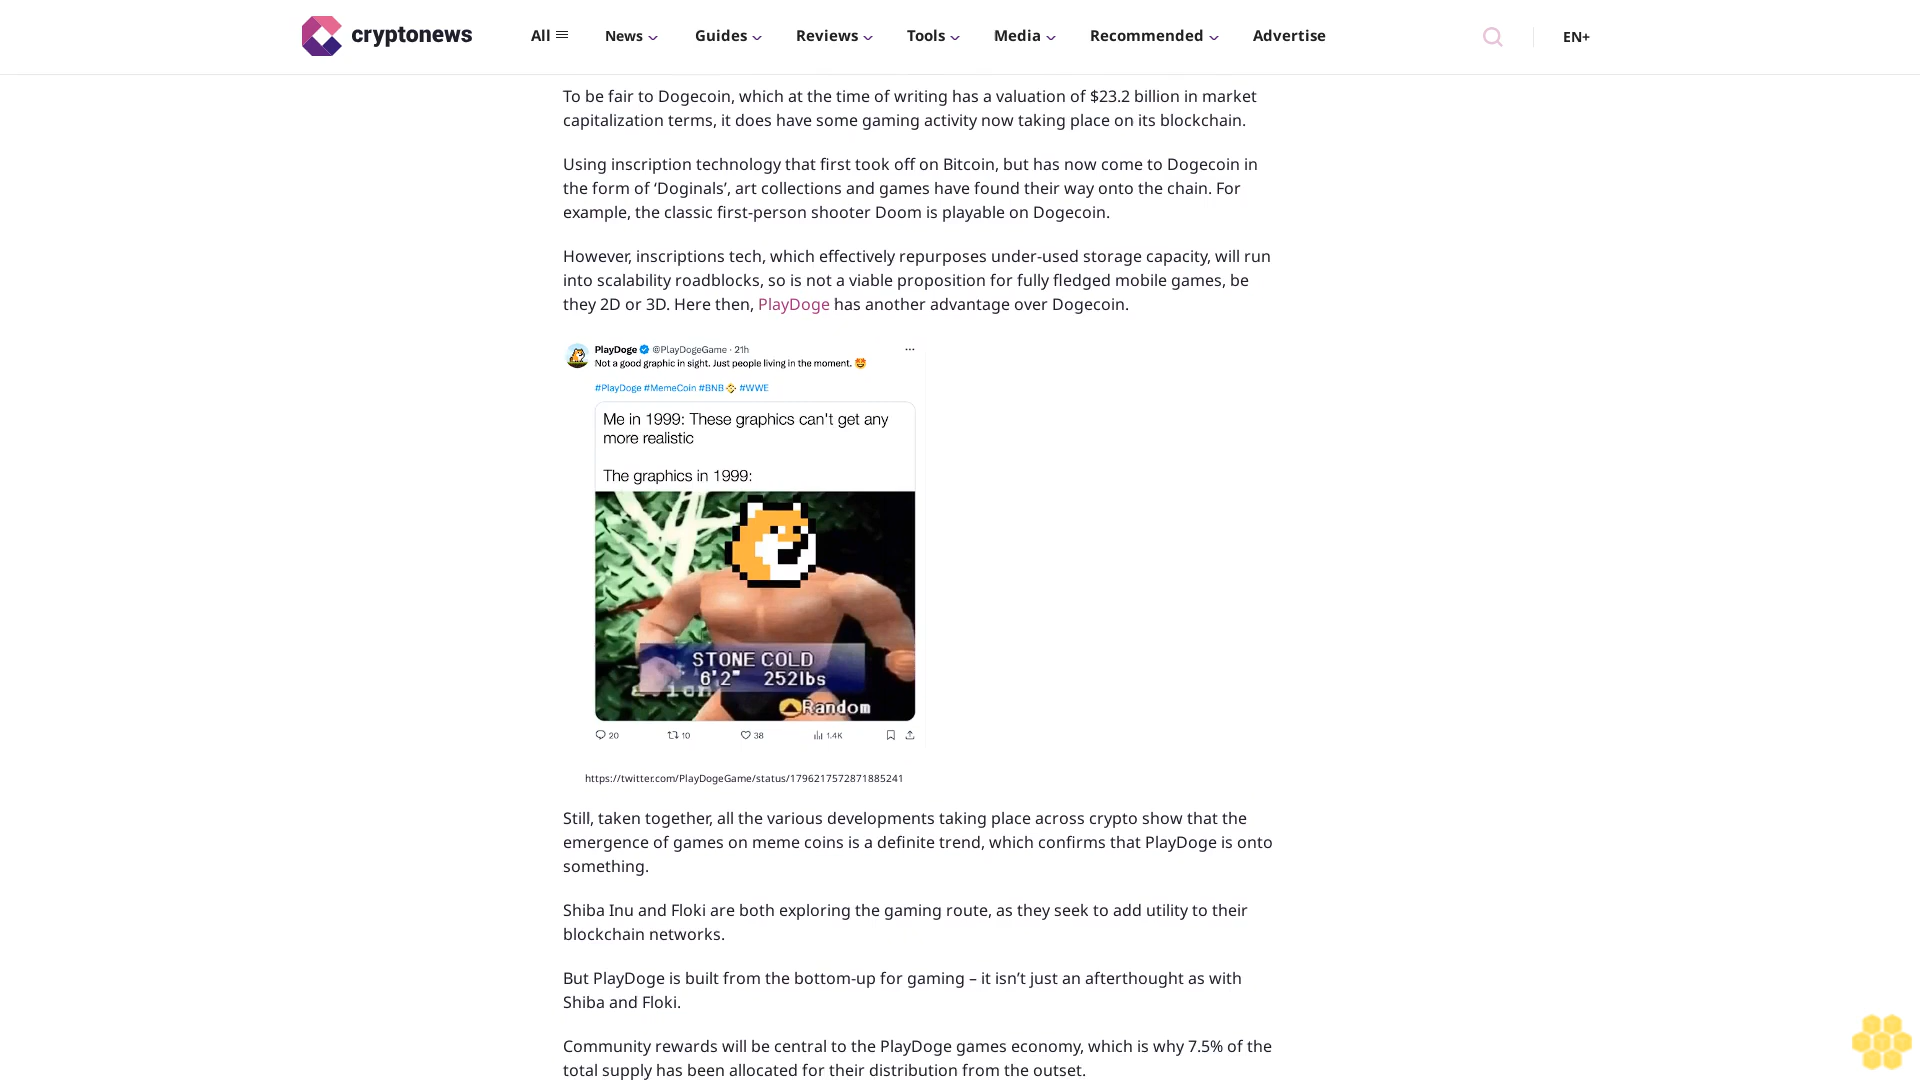 cryptonews
All News Guides Reviews Tools Media Recommended Advertise EN+
To be fair to Dogecoin, which at the time of writing has a valuation of $23.2 billion in market
capitalization terms, it does have some gaming activity now taking place on its blockchain.
Using inscription technology that first took off on Bitcoin, but has now come to Dogecoin in
the form of ‘Doginals’, art collections and games have found their way onto the chain. For
example, the classic first-person shooter Doom is playable on Dogecoin.
However, inscriptions tech, which effectively repurposes under-used storage capacity, will run
into scalability roadblocks, so is not a viable proposition for fully fledged mobile games, be
they 2D or 3D. Here then, PlayDoge has another advantage over Dogecoin.
PlayDoge @PlayDogeGame · 21h
Not a good graphic in sight. Just people living in the moment. 🤩
#PlayDoge #MemeCoin #BNB #WWE
Me in 1999: These graphics can't get any
more realistic
The graphics in 1999:
STONE COLD
6'2" 252lbs
Random
20 10 38 1.4K
https://twitter.com/PlayDogeGame/status/1796217572871885241
Still, taken together, all the various developments taking place across crypto show that the
emergence of games on meme coins is a definite trend, which confirms that PlayDoge is onto
something.
Shiba Inu and Floki are both exploring the gaming route, as they seek to add utility to their
blockchain networks.
But PlayDoge is built from the bottom-up for gaming – it isn’t just an afterthought as with
Shiba and Floki.
Community rewards will be central to the PlayDoge games economy, which is why 7.5% of the
total supply has been allocated for their distribution from the outset.